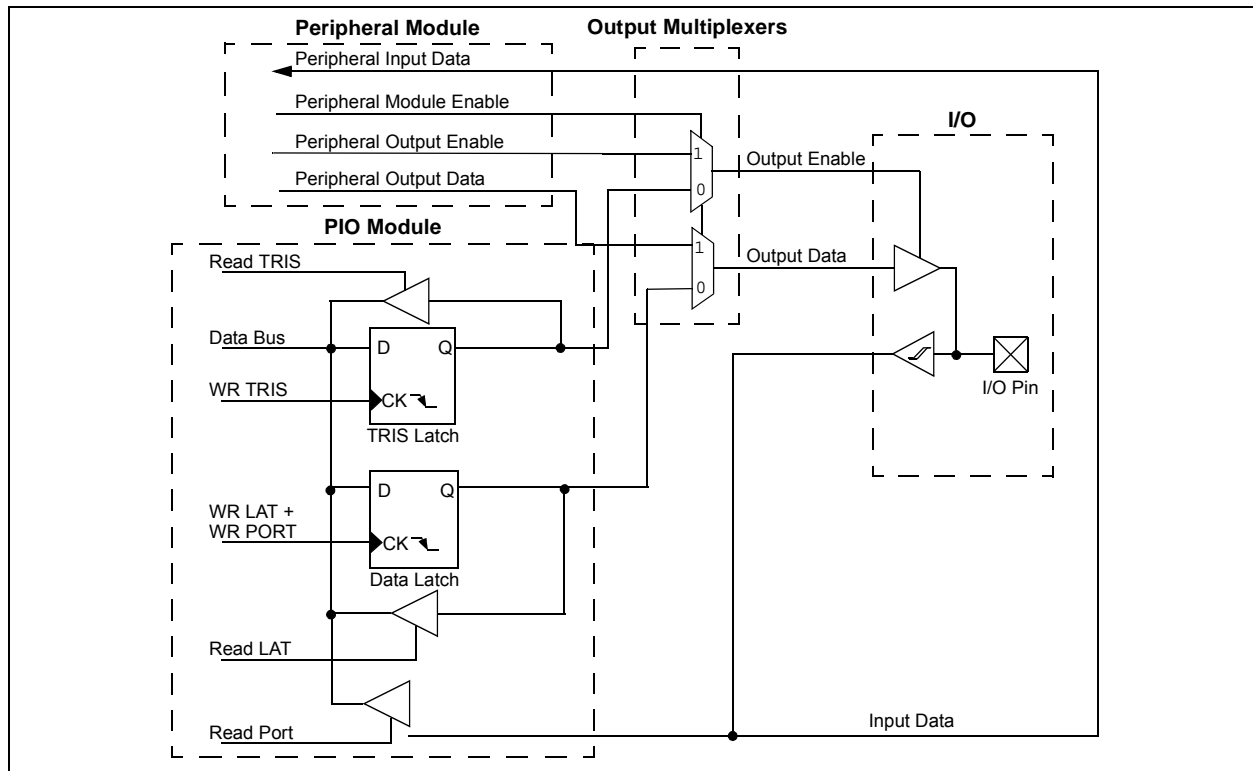 Peripheral Module
Output Multiplexers
Peripheral Input Data
Peripheral Module Enable
I/O
Peripheral Output Enable
1
Output Enable
Peripheral Output Data
0
PIO Module
1
Read TRIS
Output Data
0
Data Bus
D
Q
WR TRIS
CK
I/O Pin
TRIS Latch
D
Q
WR LAT +
WR PORT
CK
Data Latch
Read LAT
Read Port
Input Data